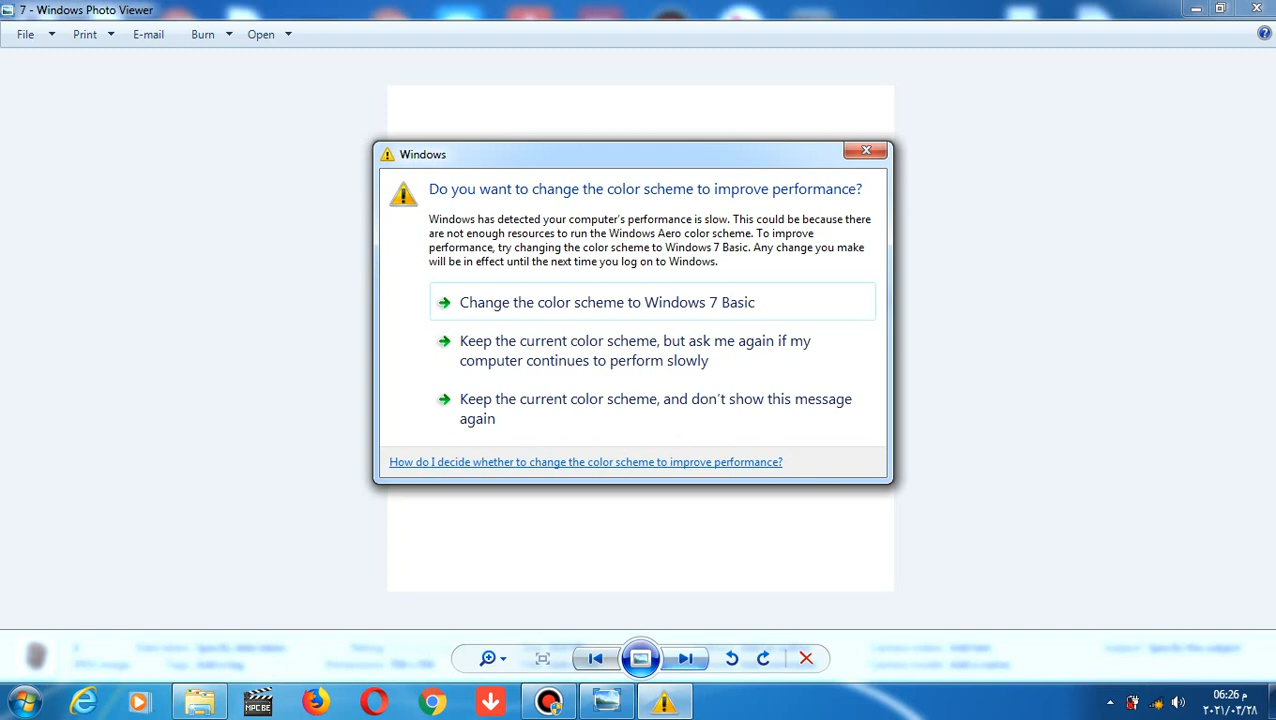 7 - Windows Photo Viewer
File Print E-mail Burn Open
Windows
Do you want to change the color scheme to improve performance?
Windows has detected your computer's performance is slow. This could be because there
are not enough resources to run the Windows Aero color scheme. To improve
performance, try changing the color scheme to Windows 7 Basic. Any change you make
will be in effect until the next time you log on to Windows.
Change the color scheme to Windows 7 Basic
Keep the current color scheme, but ask me again if my
computer continues to perform slowly
Keep the current color scheme, and don't show this message
again
How do I decide whether to change the color scheme to improve performance?
MPC BE
06:26 م
٢٠٢١/٠٣/٢٨